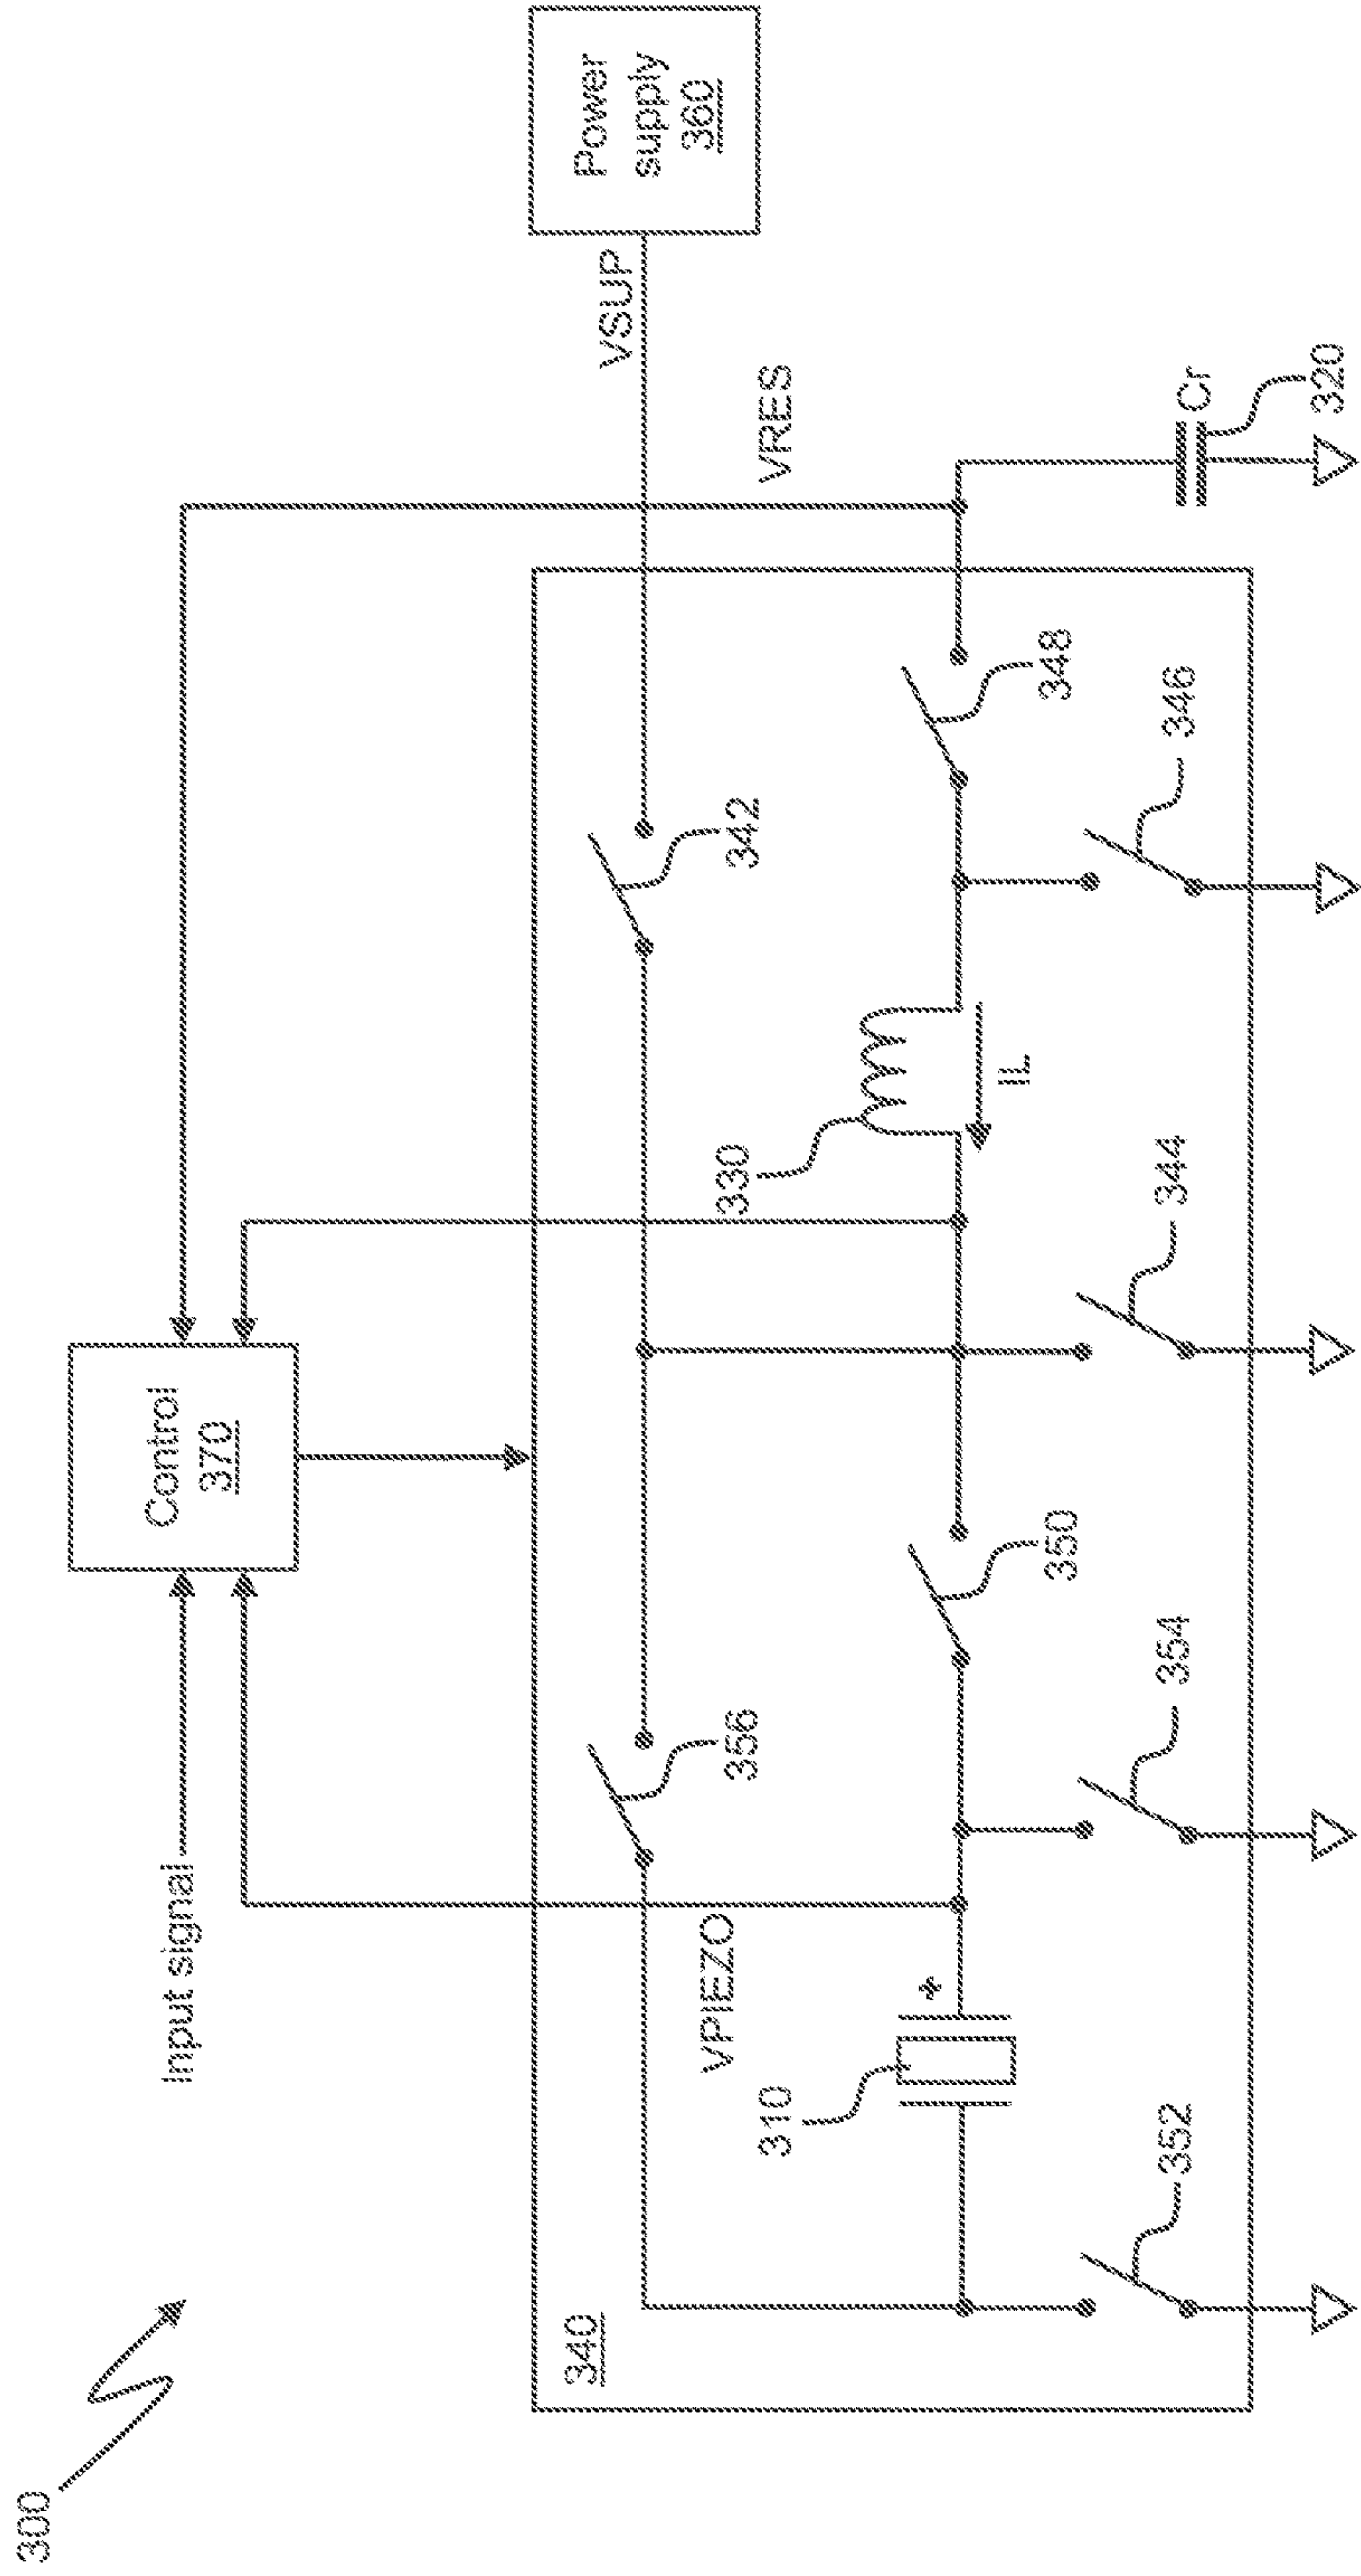 300
Input signal
Control
370
Power
supply
360
VSUP
VRES
340
356
342
VPIEZO
310
+
350
330
IL
348
Cr
320
352
354
344
346